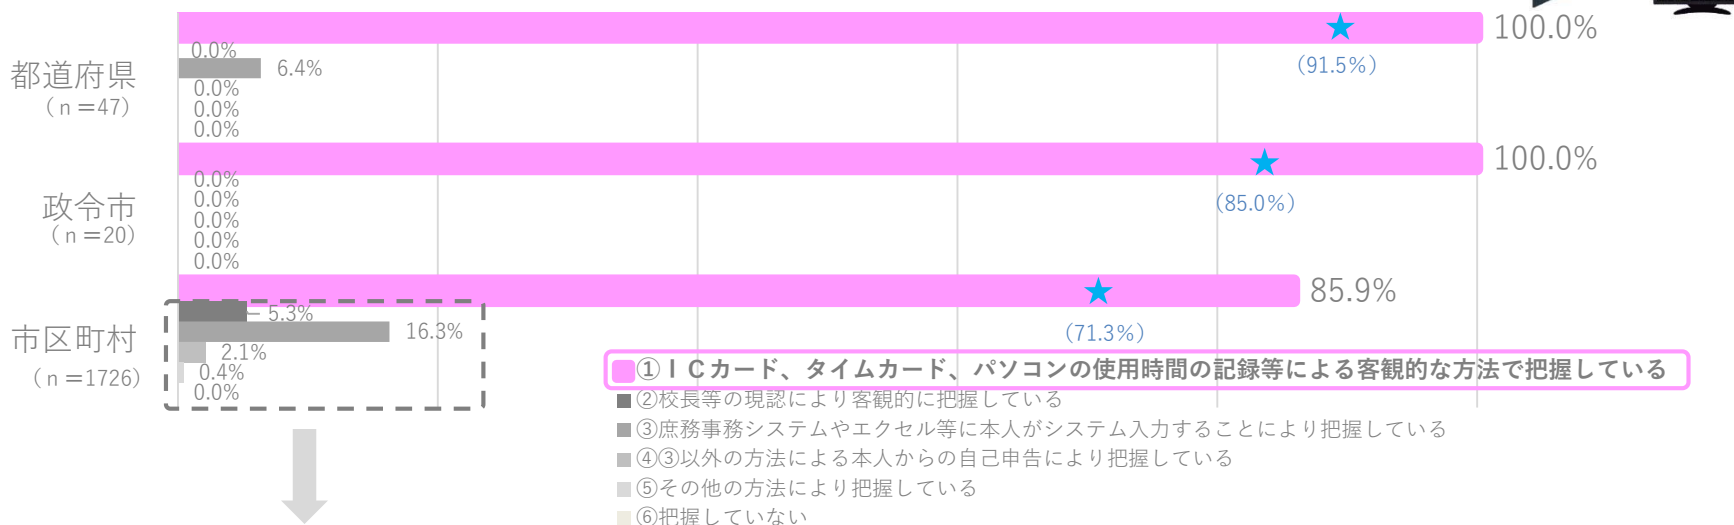 100.0%
0.0%
都道府県
6.4%
（91.5%）
（ｎ＝47）
0.0%
0.0%
0.0%
100.0%
0.0%
政令市
0.0%
（85.0%）
（ｎ＝20）
0.0%
0.0%
0.0%
85.9%
5.3%
市区町村
16.3%
（71.3%）
2.1%
（ｎ＝1726）
0.4%
0.0%
①ＩＣカード、タイムカード、パソコンの使用時間の記録等による客観的な方法で把握している
②校長等の現認により客観的に把握している
③庶務事務システムやエクセル等に本人がシステム入力することにより把握している
④③以外の方法による本人からの自己申告により把握している
⑤その他の方法により把握している
⑥把握していない